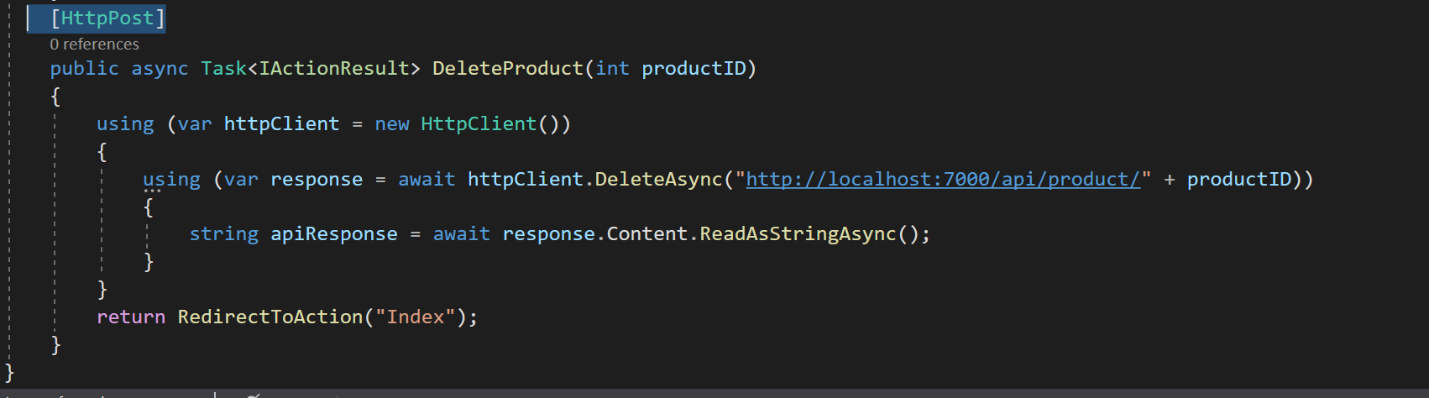 [HttpPost]
0 references
public async Task<IActionResult> DeleteProduct(int productID)
{
using (var httpClient = new HttpClient())
{
using (var response = await httpClient.DeleteAsync("http://localhost:7000/api/product/" + productID))
{
string apiResponse = await response.Content.ReadAsStringAsync();
}
}
return RedirectToAction("Index");
}
}